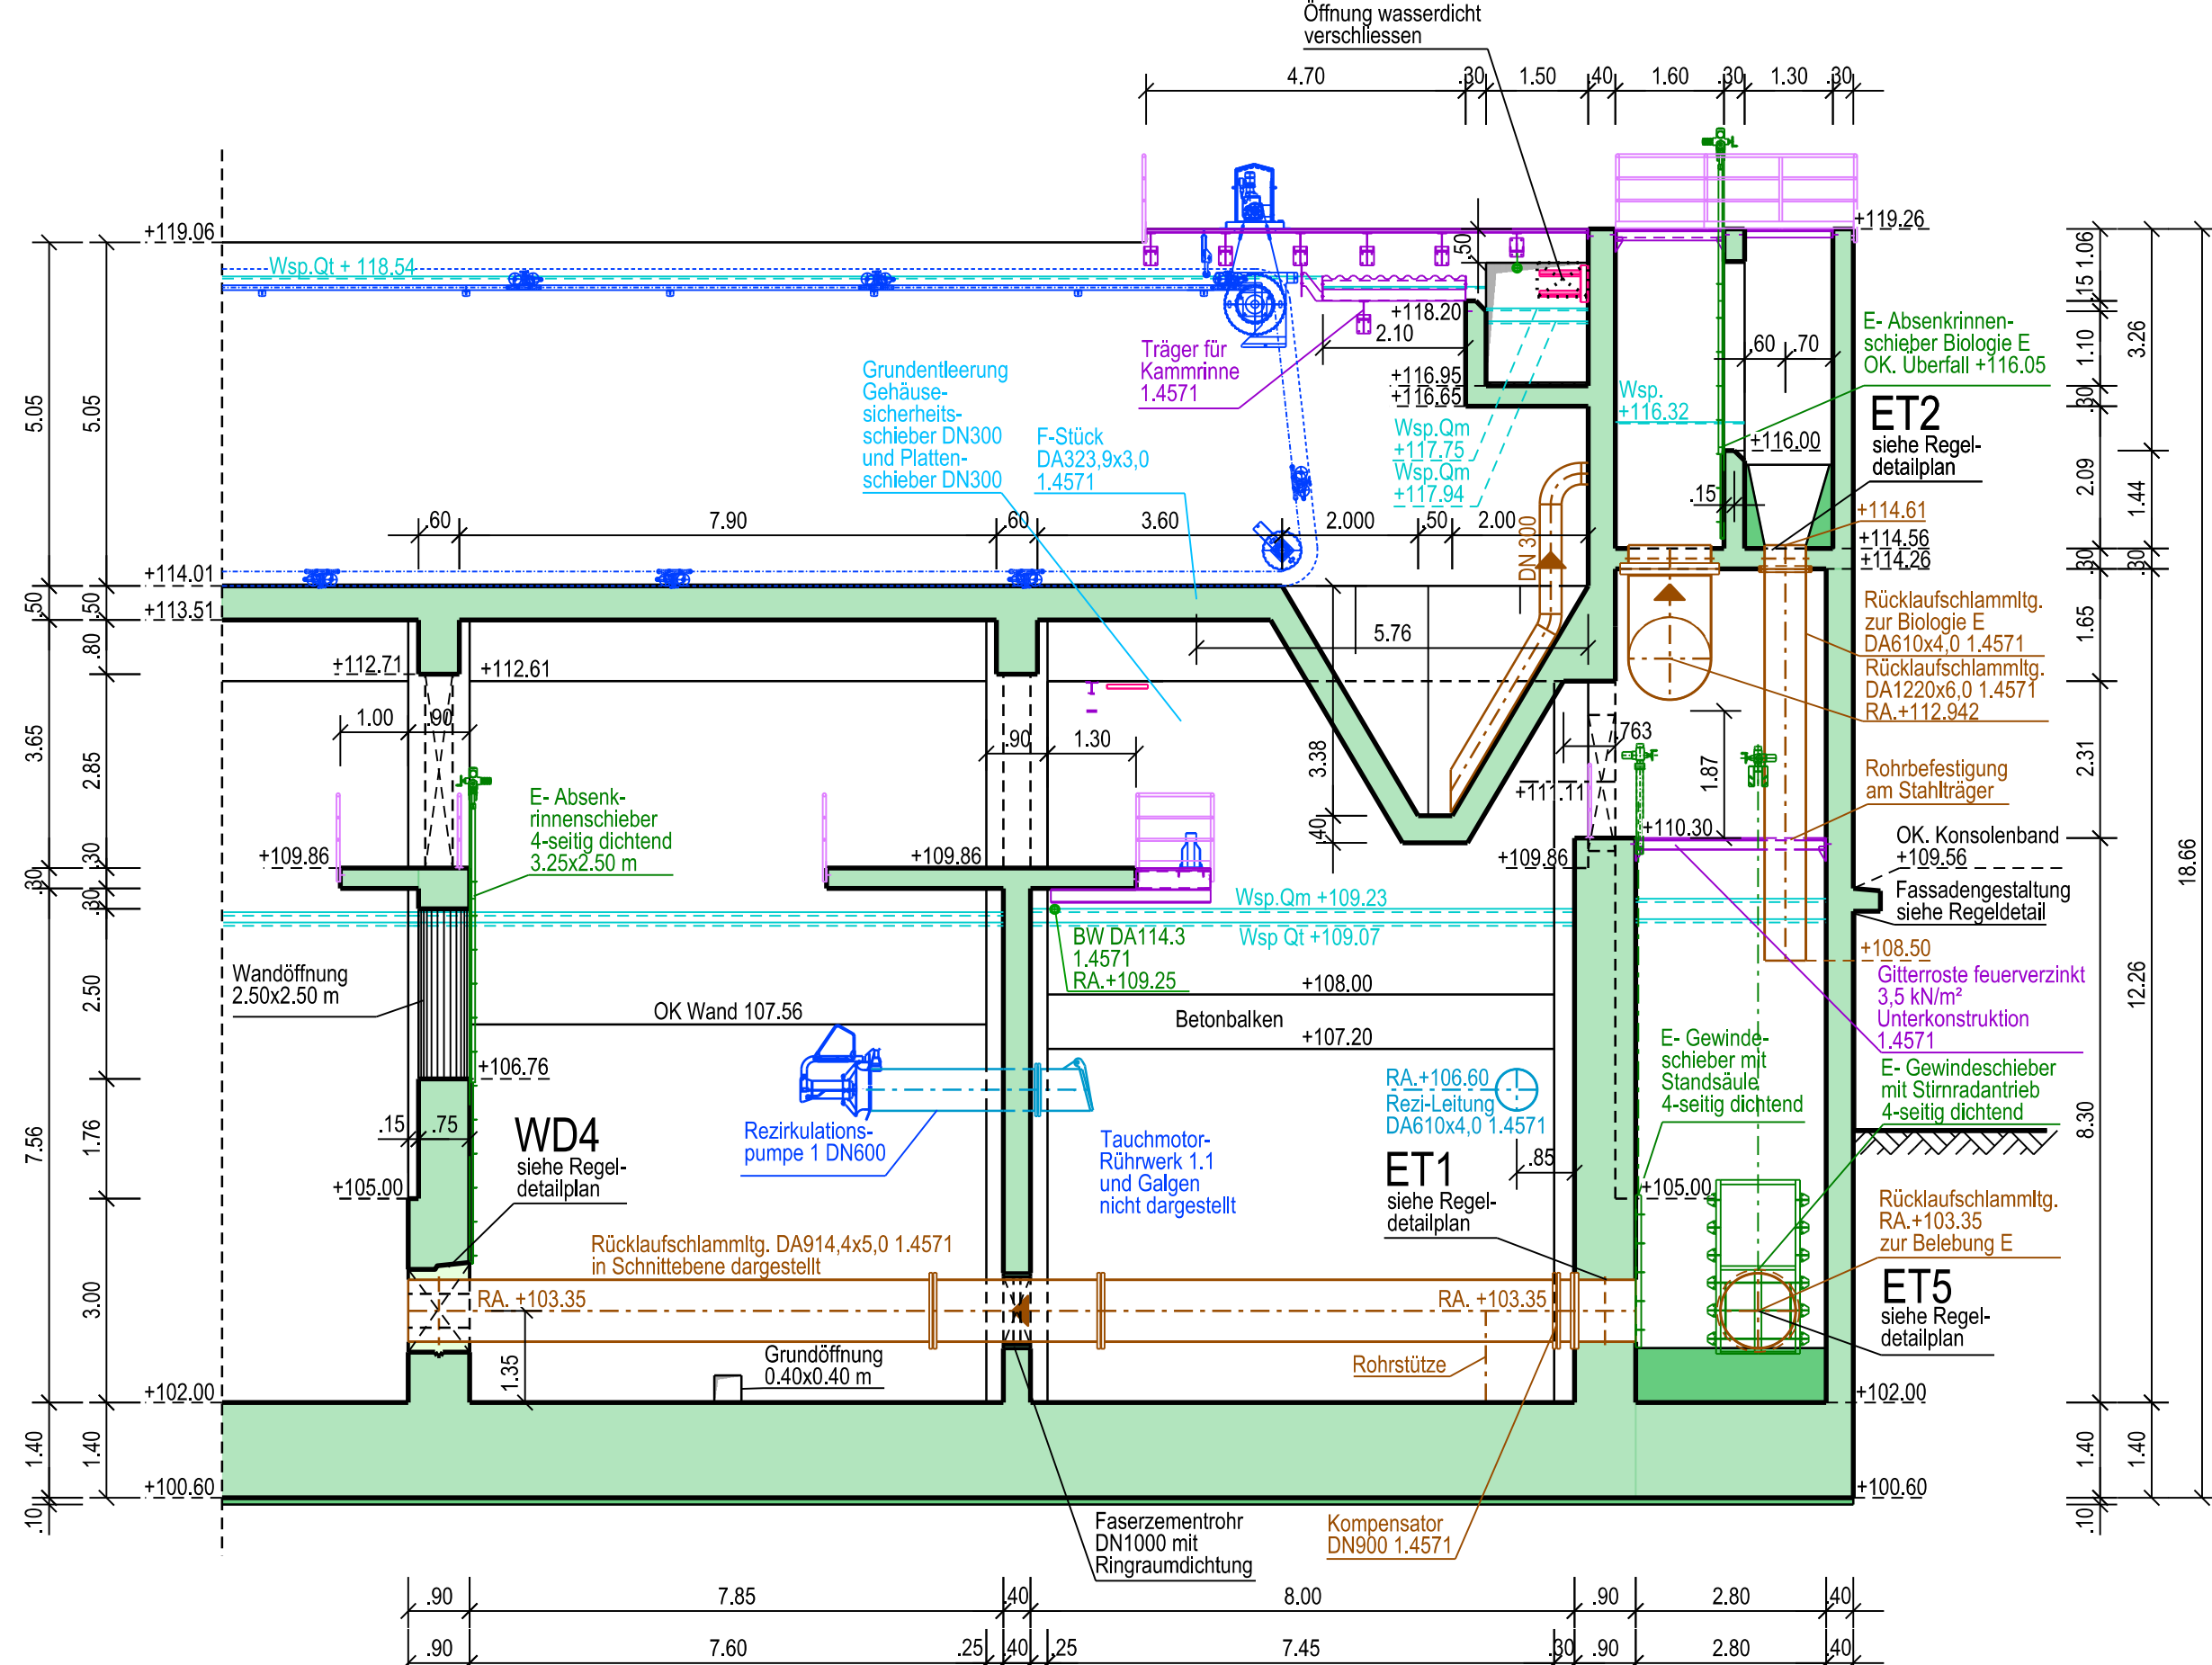 Öffnung wasserdicht
verschliessen
4.70 .30 1.50 .40 1.60 .30 1.30 .30
+119.06
+119.26
Wsp.Qt + 118.54
.50
+118.20
2.10
Träger für
Kammrinne
1.4571
+116.95
+116.65
Wsp.Qm
+117.75
Wsp.Qm
+117.94
Wsp.
+116.32
.60 .70
+116.00
.15
E- Absenkrinnen-
schieber Biologie E
OK. Überfall +116.05
ET2
siehe Regel-
detailplan
Grundentleerung
Gehäuse-
sicherheits-
schieber DN300
und Platten-
schieber DN300
F-Stück
DA323,9x3,0
1.4571
.60 7.90 .60 3.60 2.000 .50 2.00
DN 300
+114.61
+114.56
+114.26
+114.01
+113.51
5.76
Rücklaufschlammltg.
zur Biologie E
DA610x4,0 1.4571
Rücklaufschlammltg.
DA1220x6,0 1.4571
RA.+112.942
+112.71
+112.61
1.00 .90
.90 1.30
3.38
.40
.763
1.87
+111.11
Rohrbefestigung
am Stahlträger
E- Absenk-
rinnenschieber
4-seitig dichtend
3.25x2.50 m
+110.30
OK. Konsolenband
+109.56
+109.86
+109.86
+109.86
Fassadengestaltung
siehe Regeldetail
Wsp.Qm +109.23
Wsp Qt +109.07
BW DA114.3
1.4571
RA.+109.25
+108.50
Wandöffnung
2.50x2.50 m
Gitterroste feuerverzinkt
3,5 kN/m²
Unterkonstruktion
1.4571
+108.00
OK Wand 107.56
Betonbalken
+107.20
+106.76
E- Gewinde-
schieber mit
Standsäule
4-seitig dichtend
E- Gewindeschieber
mit Stirnradantrieb
4-seitig dichtend
RA.+106.60
Rezi-Leitung
DA610x4,0 1.4571
.15 .75
WD4
siehe Regel-
detailplan
Rezirkulations-
pumpe 1 DN600
Tauchmotor-
Rührwerk 1.1
und Galgen
nicht dargestellt
ET1
siehe Regel-
detailplan
.85
+105.00
+105.00
Rücklaufschlammltg.
RA.+103.35
zur Belebung E
Rücklaufschlammltg. DA914,4x5,0 1.4571
in Schnittebene dargestellt
RA. +103.35
RA. +103.35
ET5
siehe Regel-
detailplan
1.35
Grundöffnung
0.40x0.40 m
Rohrstütze
+102.00
+102.00
+100.60
+100.60
Faserzementrohr
DN1000 mit
Ringraumdichtung
Kompensator
DN900 1.4571
.90 7.85 .40 8.00 .90 2.80 .40
.90 7.60 .25 .40 .25 7.45 .30 .90 2.80 .40
5.05 .50 3.65 .30 7.56 1.40 .10
5.05 .50 .80 2.85 .30 .30 2.50 1.76 3.00 1.40
1.06 .15 1.10 .30 2.09 .30 1.65 2.31 8.30 1.40 .10
3.26 1.44 .30 12.26 1.40
18.66